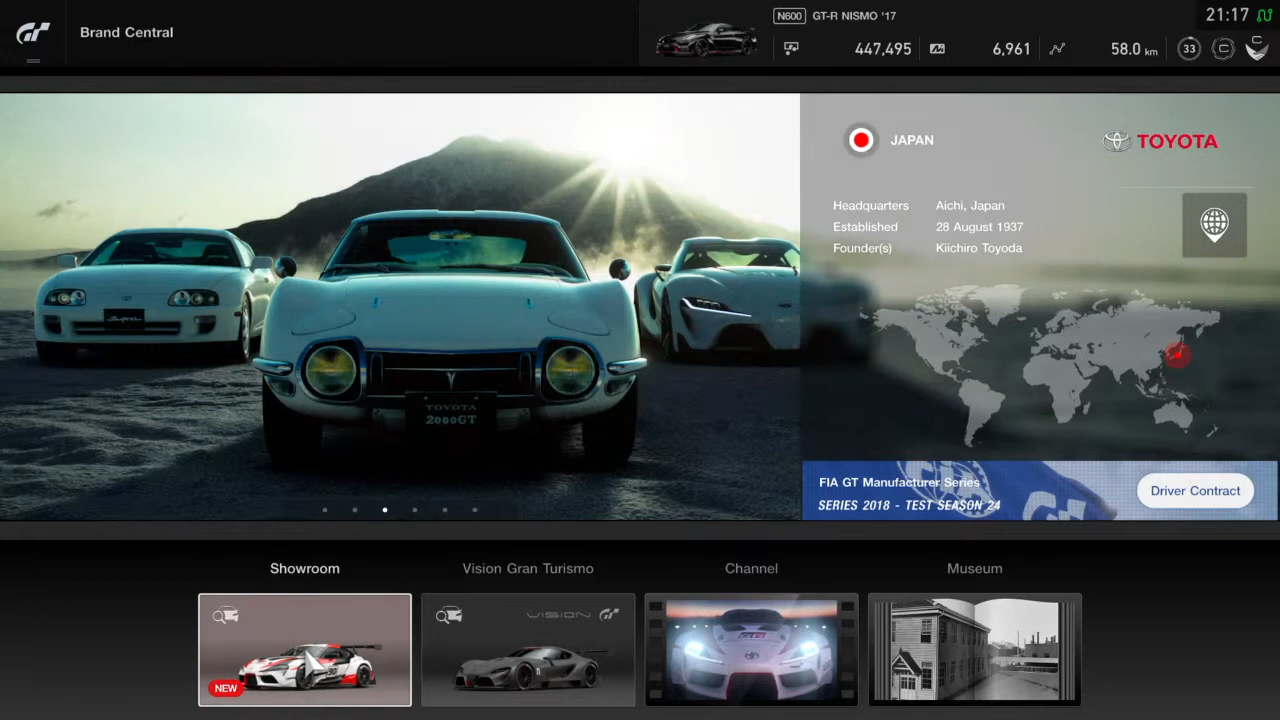 GT
Brand Central
N600 GT-R NISMO '17
21:17
447,495
6,961
58.0 km
33
C
C
JAPAN
TOYOTA
Headquarters Aichi, Japan
Established 28 August 1937
Founder(s) Kiichiro Toyoda
Supra
TOYOTA
2000GT
FIA GT Manufacturer Series
SERIES 2018 - TEST SEASON 24
Driver Contract
Showroom
Vision Gran Turismo
Channel
Museum
NEW
VISION GT
GR